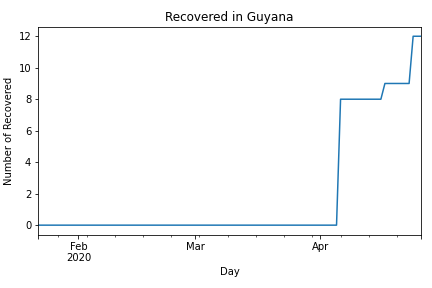 Recovered in Guyana
Number of Recovered
12
10
8
6
4
2
0
Feb
2020
Mar
Apr
Day